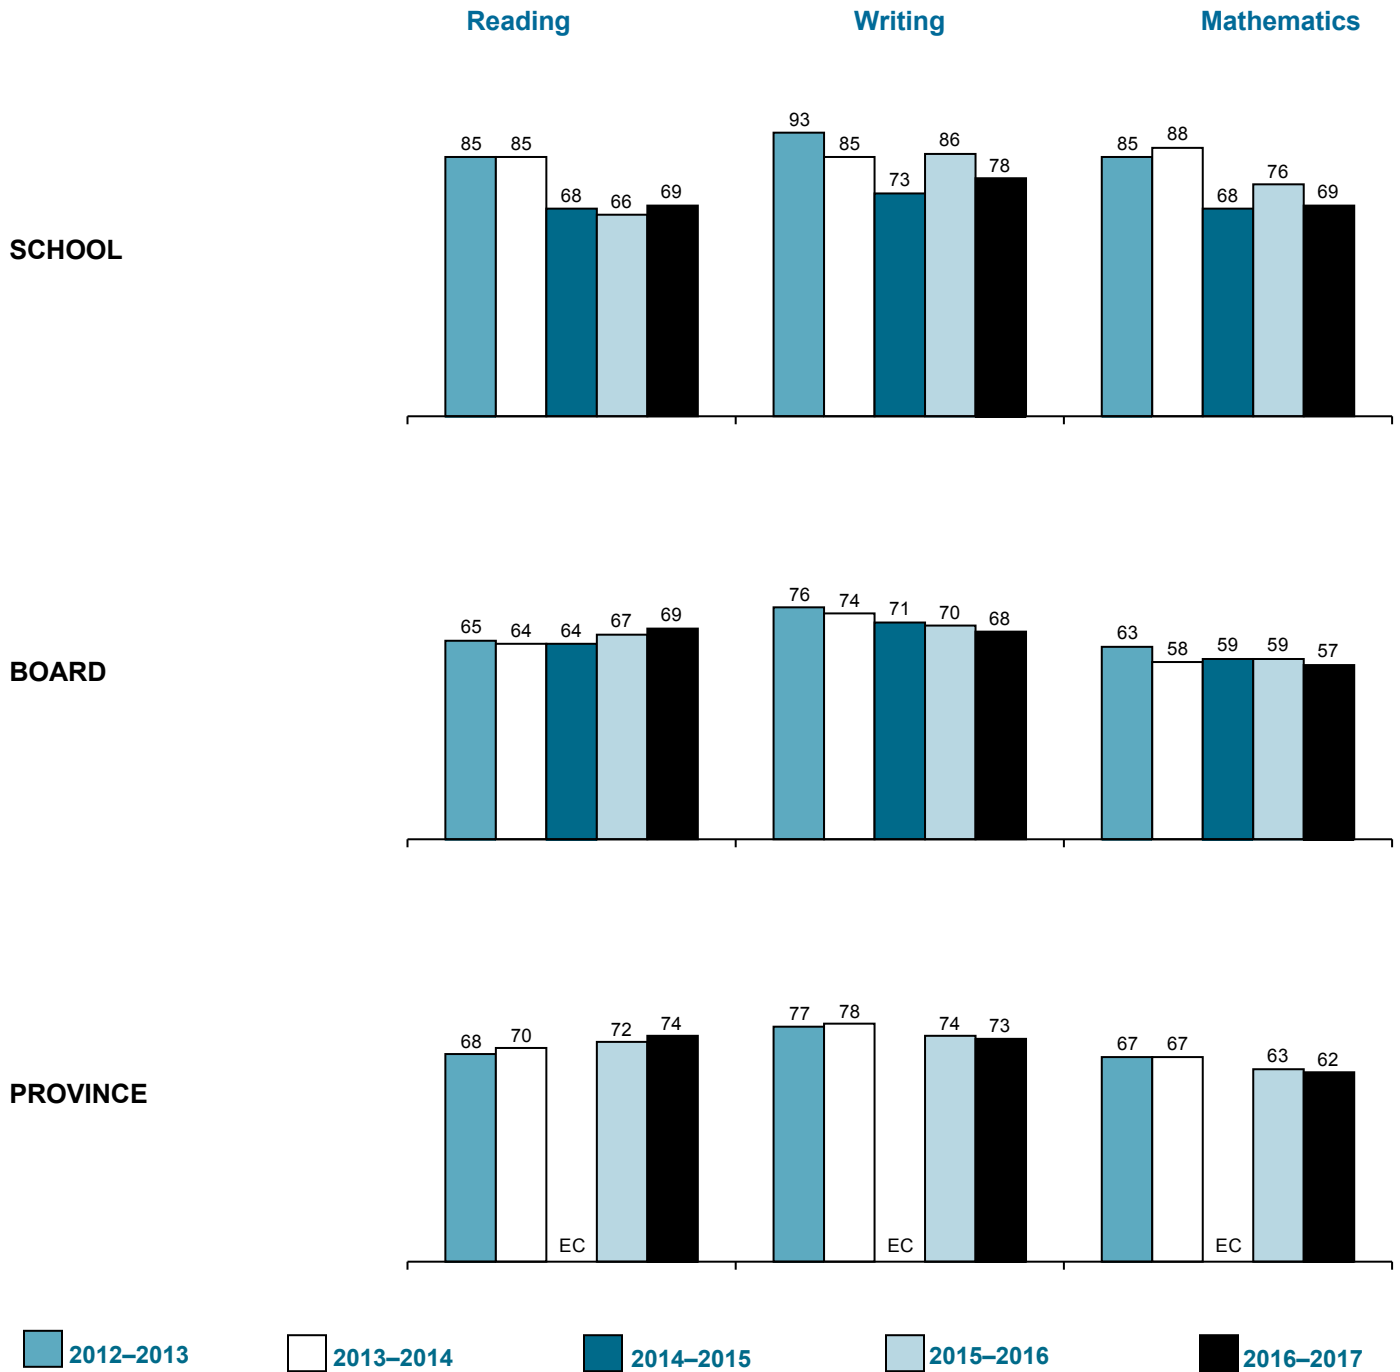 Reading Writing Mathematics
93
85 85 85 86 85 88
68 66 69 73 78 68 76 69
SCHOOL
65 64 64 67 69 76 74 71 70 68 63 58 59 59 57
BOARD
68 70 72 74 77 78 74 73 67 67 63 62
PROVINCE
EC EC EC
2012–2013 2013–2014 2014–2015 2015–2016 2016–2017